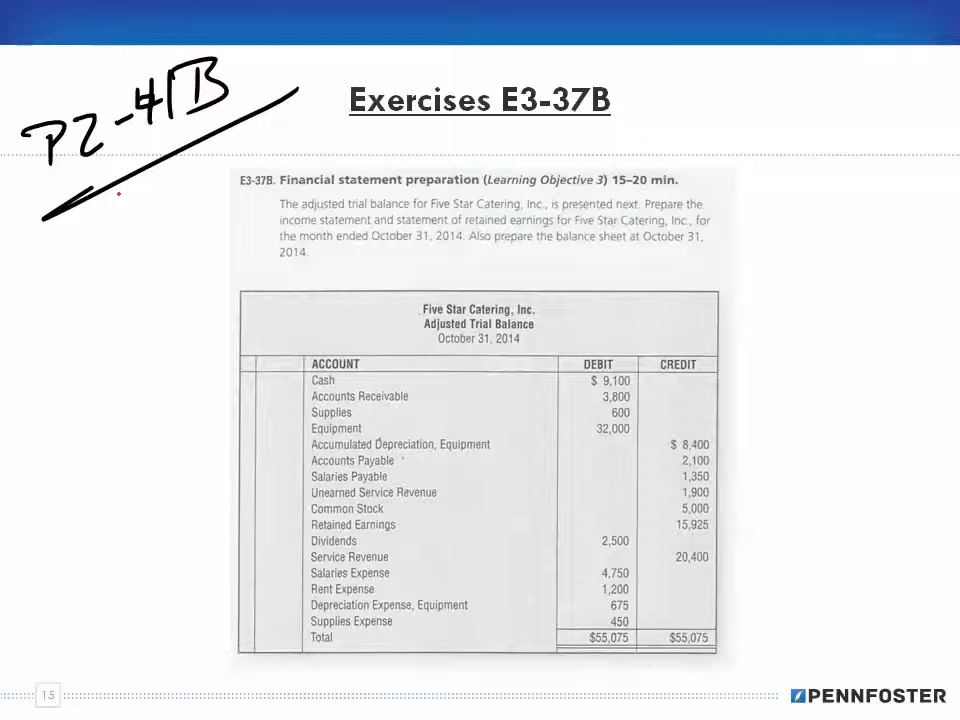 P2-41B
Exercises E3-37B
E3-37B. Financial statement preparation (Learning Objective 3) 15–20 min.
The adjusted trial balance for Five Star Catering, Inc., is presented next. Prepare the
income statement and statement of retained earnings for Five Star Catering, Inc., for
the month ended October 31, 2014. Also prepare the balance sheet at October 31,
2014.
Five Star Catering, Inc.
Adjusted Trial Balance
October 31, 2014
ACCOUNT DEBIT CREDIT
Cash $ 9,100
Accounts Receivable 3,800
Supplies 600
Equipment 32,000
Accumulated Depreciation, Equipment $ 8,400
Accounts Payable 2,100
Salaries Payable 1,350
Unearned Service Revenue 1,900
Common Stock 5,000
Retained Earnings 15,925
Dividends 2,500
Service Revenue 20,400
Salaries Expense 4,750
Rent Expense 1,200
Depreciation Expense, Equipment 675
Supplies Expense 450
Total $55,075 $55,075
15 PENNFOSTER